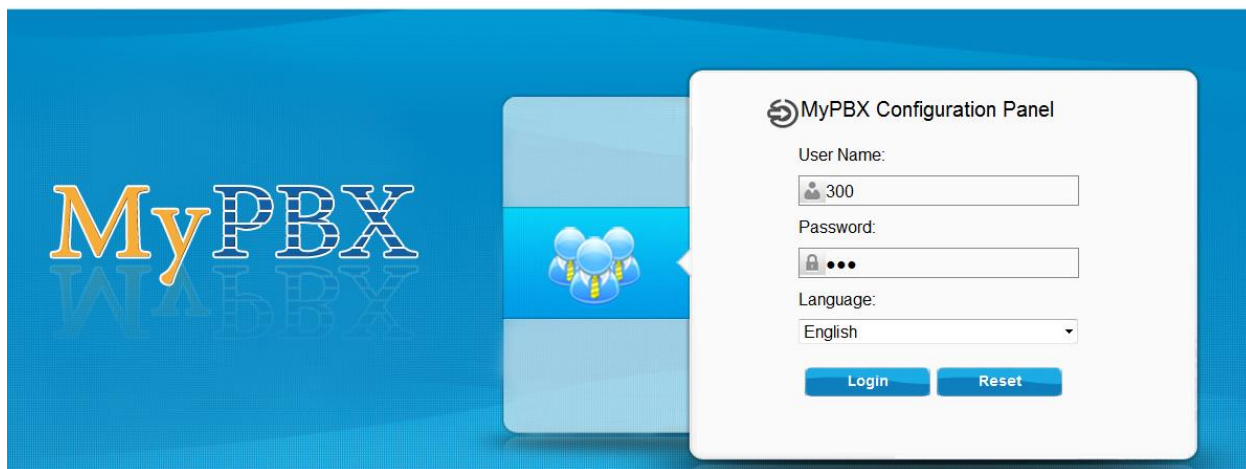 MyPBX
MyPBX Configuration Panel
User Name:
300
Password:
●●●
Language:
English
Login
Reset